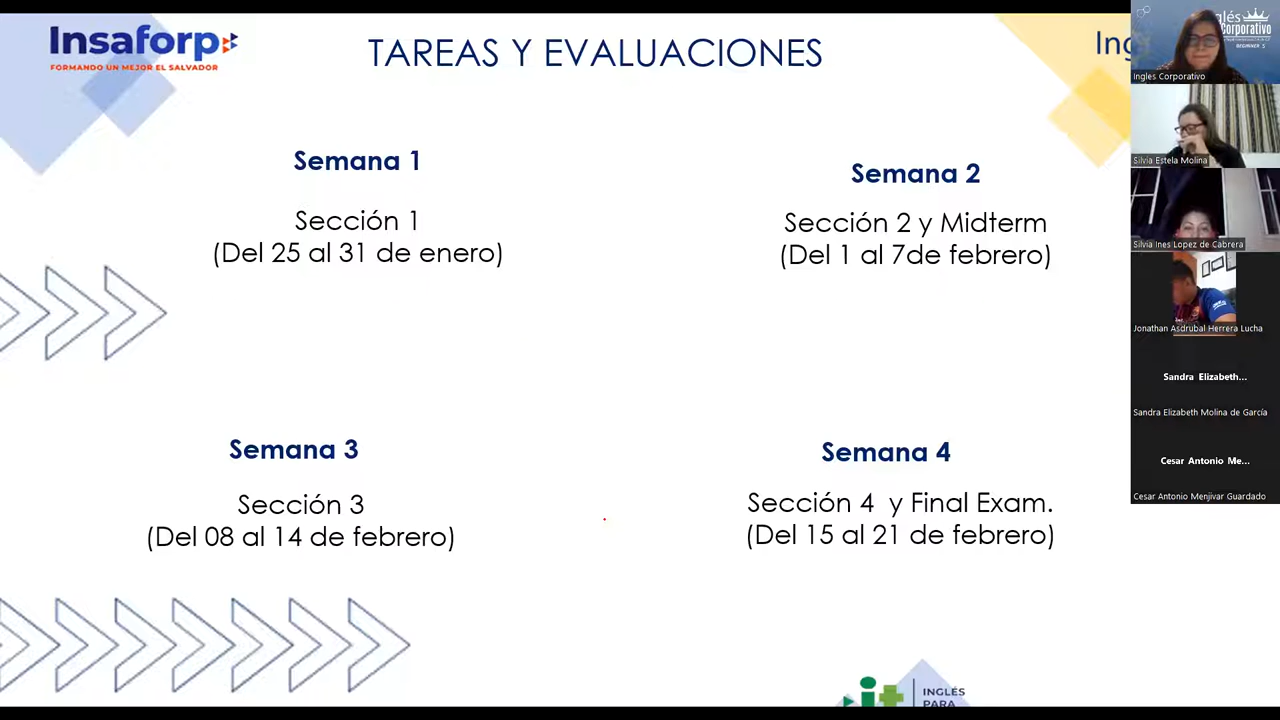 Insaforp
FORMANDO UN MEJOR EL SALVADOR
TAREAS Y EVALUACIONES
Semana 1
Sección 1
(Del 25 al 31 de enero)
Semana 2
Sección 2 y Midterm
(Del 1 al 7de febrero)
Semana 3
Sección 3
(Del 08 al 14 de febrero)
Semana 4
Sección 4 y Final Exam.
(Del 15 al 21 de febrero)
INGLÉS
PARA
glés
Corporativo
BEGINNER 5
Ingles Corporativo
Silvia Estela Molina
Silvia Ines Lopez de Cabrera
Jonathan Asdrubal Herrera Lucha
Sandra Elizabeth...
Sandra Elizabeth Molina de García
Cesar Antonio Me...
Cesar Antonio Menjivar Guardado